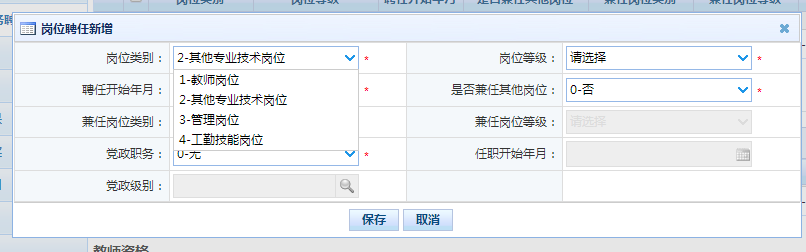 岗位类别 岗位等级 聘任开始年月 是否兼任其他岗位 兼任岗位类别 兼任岗位等级
岗位聘任新增
岗位类别： 2-其他专业技术岗位 * 岗位等级： 请选择 *
1-教师岗位
聘任开始年月： * 是否兼任其他岗位： 0-否 *
2-其他专业技术岗位
兼任岗位类别： 3-管理岗位 兼任岗位等级： 请选择
4-工勤技能岗位
党政职务： 0-无 * 任职开始年月：
党政级别：
保存 取消
教师资格